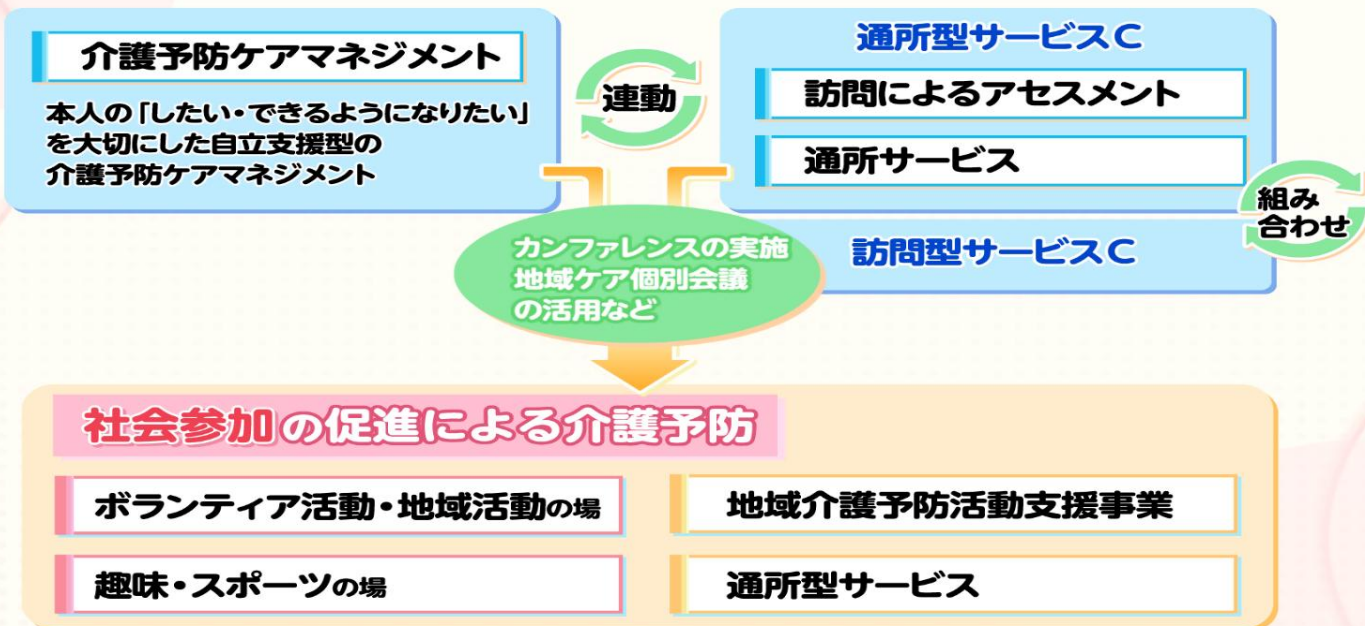 介護予防ケアマネジメント
本人の「したい・できるようになりたい」
を大切にした自立支援型の
介護予防ケアマネジメント
連動
通所型サービスC
訪問によるアセスメント
通所サービス
組み
合わせ
訪問型サービスC
カンファレンスの実施
地域ケア個別会議
の活用など
社会参加の促進による介護予防
ボランティア活動・地域活動の場
地域介護予防活動支援事業
趣味・スポーツの場
通所型サービス